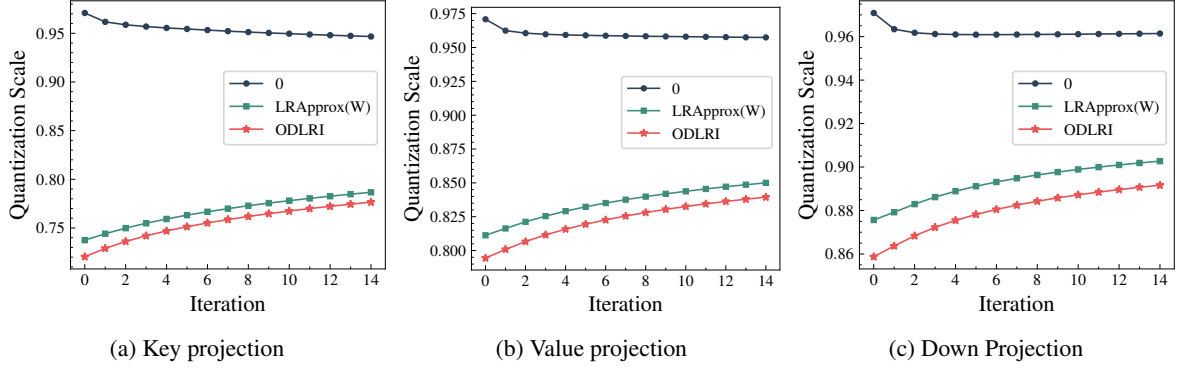 Quantization Scale
0.95
0.90
0.85
0.80
0.75
0
LRApprox(W)
ODLRI
0 2 4 6 8 10 12 14
Iteration
(a) Key projection
Quantization Scale
0.975
0.950
0.925
0.900
0.875
0.850
0.825
0.800
0
LRApprox(W)
ODLRI
0 2 4 6 8 10 12 14
Iteration
(b) Value projection
Quantization Scale
0.96
0.94
0.92
0.90
0.88
0.86
0
LRApprox(W)
ODLRI
0 2 4 6 8 10 12 14
Iteration
(c) Down Projection